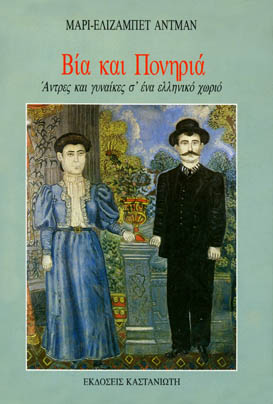 ΜΑΡΙ-ΕΛΙΖΑΜΠΕΤ ΑΝΤΜΑΝ
Βία και Πονηριά
Άντρες και γυναίκες σ' ένα ελληνικό χωριό
ΕΚΔΟΣΕΙΣ ΚΑΣΤΑΝΙΩΤΗ